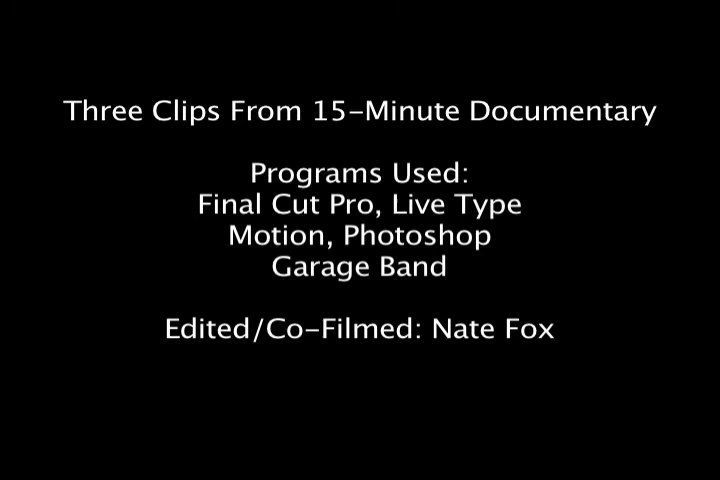 Three Clips From 15-Minute Documentary
Programs Used:
Final Cut Pro, Live Type
Motion, Photoshop
Garage Band
Edited/Co-Filmed: Nate Fox